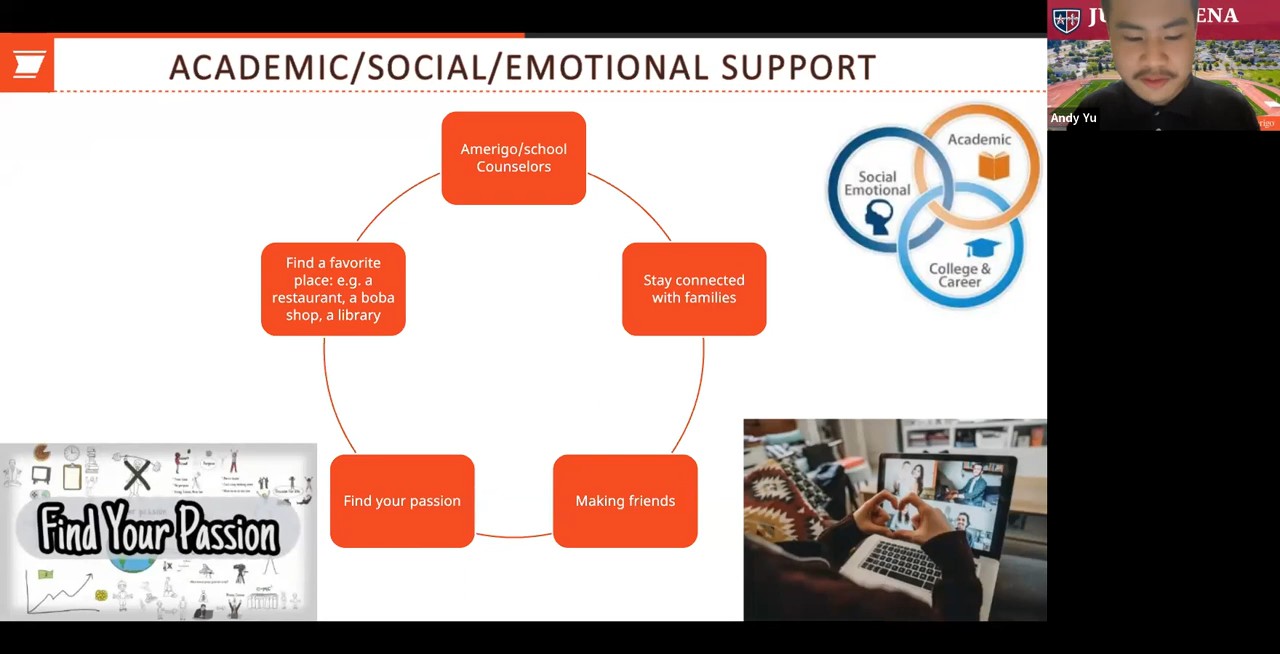 ACADEMIC/SOCIAL/EMOTIONAL SUPPORT
Amerigo/school
Counselors
Find a favorite
place: e.g. a
restaurant, a boba
shop, a library
Stay connected
with families
Find your passion
Making friends
Academic
Social
Emotional
College &
Career
Find Your Passion
ENA
Andy Yu